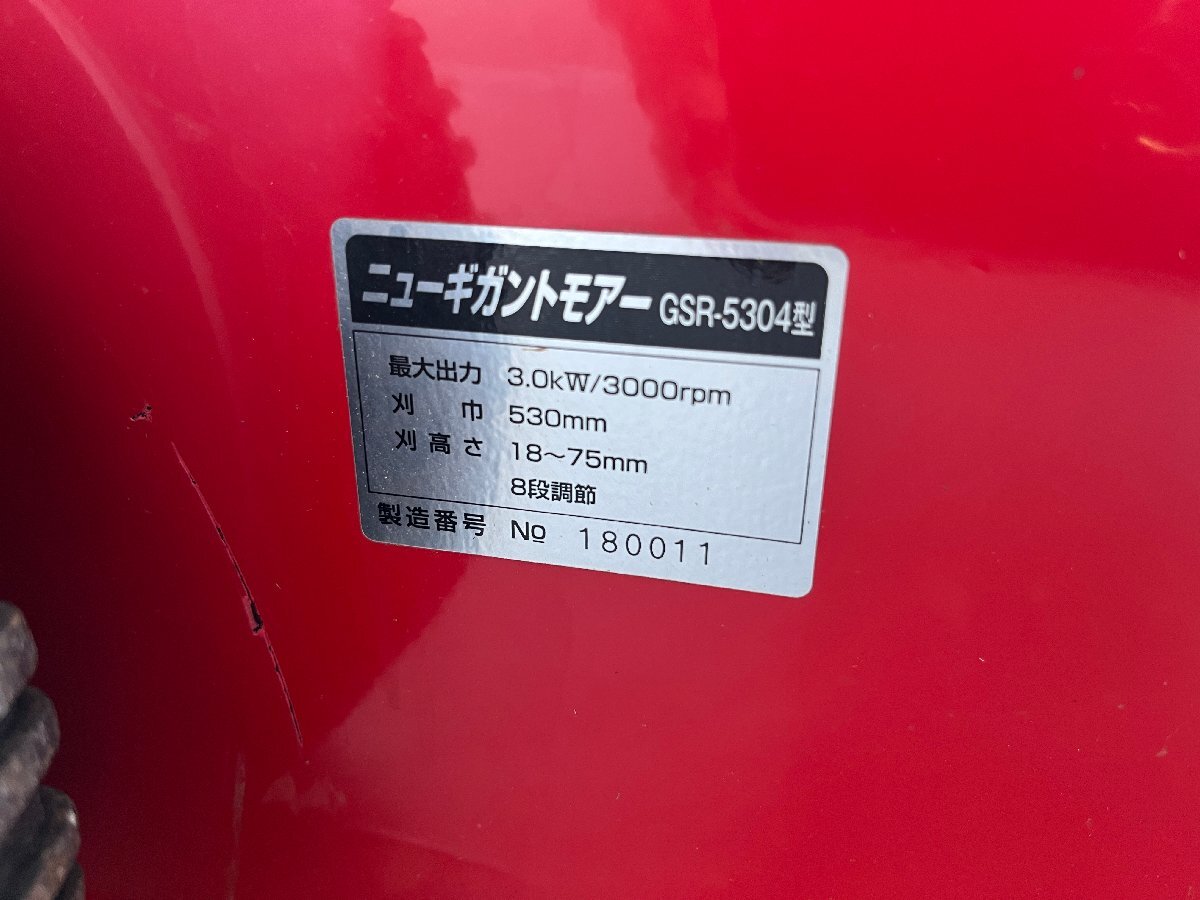 ニューギガントモアー GSR-5304型
最大出力 3.0kW/3000rpm
刈 巾 530mm
刈高さ 18～75mm
8段調節
製造番号 No 180011